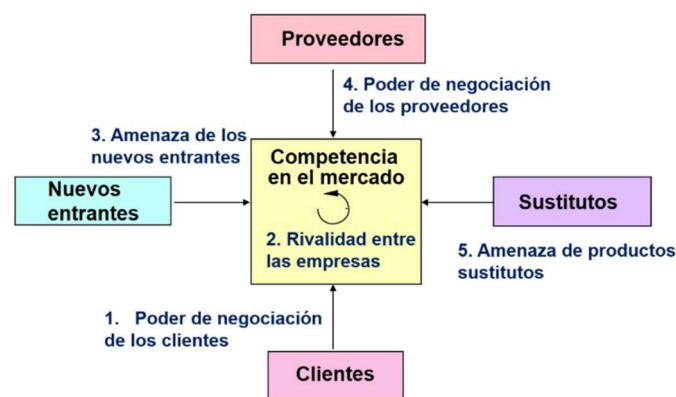 Proveedores
4. Poder de negociación
de los proveedores
3. Amenaza de los
nuevos entrantes
Competencia
en el mercado
Nuevos
entrantes
2. Rivalidad entre
las empresas
Sustitutos
5. Amenaza de productos
sustitutos
1. Poder de negociación
de los clientes
Clientes